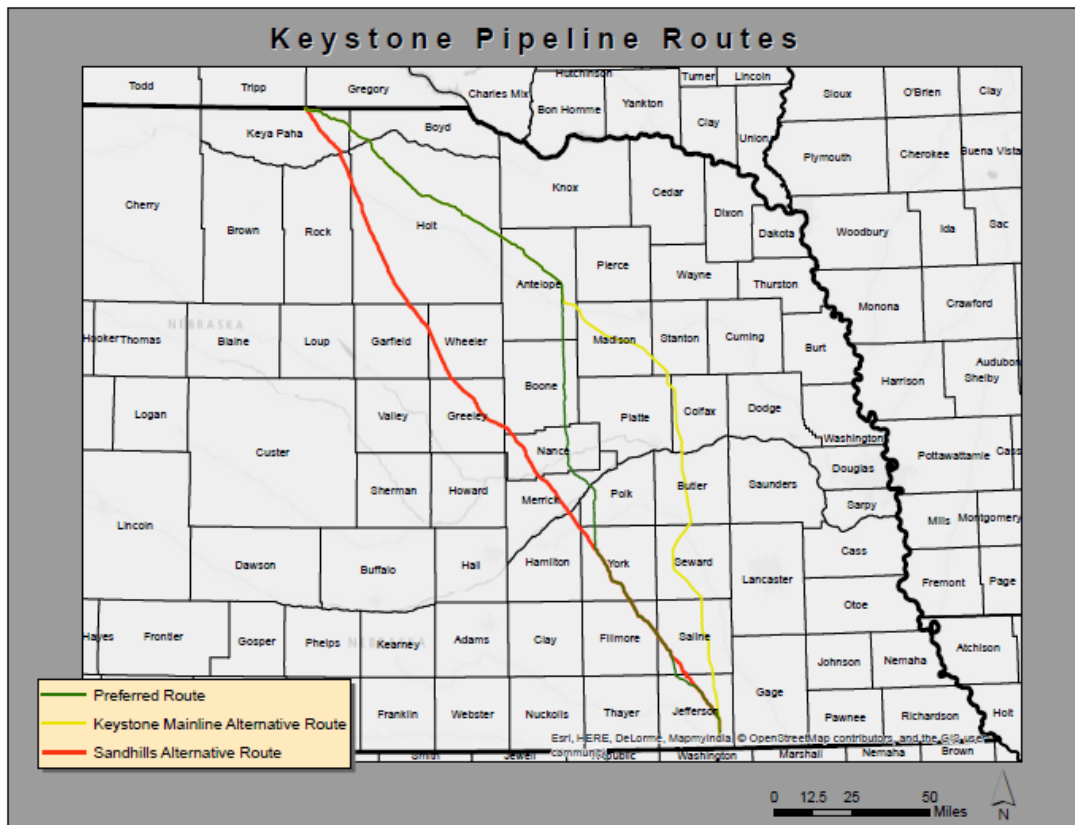 Keystone Pipeline Routes
Todd
Tripp
Gregory
Charles Mix
Hutchinson
Turner
Lincoln
Bon Homme
Yankton
Clay
Union
Sioux
O'Brien
Clay
Plymouth
Cherokee
Buena Vista
Keya Paha
Boyd
Cherry
Brown
Rock
Holt
Knox
Cedar
Dixon
Dakota
Woodbury
Ida
Sac
Antelope
Pierce
Wayne
Thurston
Monona
Crawford
NEBRASKA
Hooker
Thomas
Blaine
Loup
Garfield
Wheeler
Madison
Stanton
Cuming
Burt
Harrison
Audubon
Shelby
Logan
Custer
Valley
Greeley
Boone
Platte
Colfax
Dodge
Washington
Nance
Douglas
Pottawattamie
Cass
Lincoln
Sherman
Howard
Merrick
Polk
Butler
Saunders
Sarpy
Mills
Montgomery
Dawson
Buffalo
Hall
Hamilton
York
Seward
Lancaster
Cass
Fremont
Page
Otoe
Hayes
Frontier
Gosper
Phelps
NEBRASKA
Kearney
Adams
Clay
Fillmore
Saline
Johnson
Nemaha
Atchison
Gage
Franklin
Webster
Nuckolls
Thayer
Jefferson
Pawnee
Richardson
Holt
Esri, HERE, DeLorme, MapmyIndia, © OpenStreetMap contributors, and the GIS user
community
Smith
Jewell
Republic
Washington
Marshall
Nemaha
Brown
Preferred Route
Keystone Mainline Alternative Route
Sandhills Alternative Route
0 12.5 25 50
Miles
N